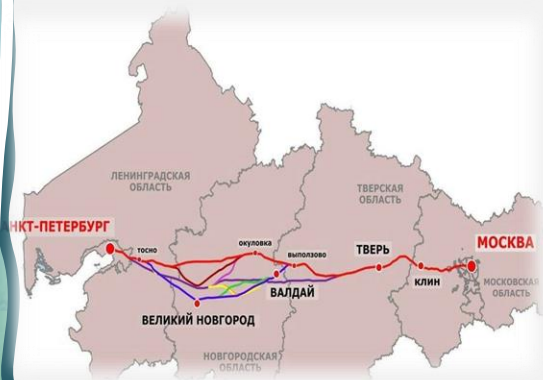 ЛЕНИНГРАДСКАЯ
ОБЛАСТЬ
ТВЕРСКАЯ
ОБЛАСТЬ
НКТ-ПЕТЕРБУРГ
тосно
окуловка
выползово
ТВЕРЬ
МОСКВА
КЛИН
ВАЛДАЙ
МОСКОВСКАЯ
ОБЛАСТЬ
ВЕЛИКИЙ НОВГОРОД
НОВГОРОДСКАЯ
ОБЛАСТЬ